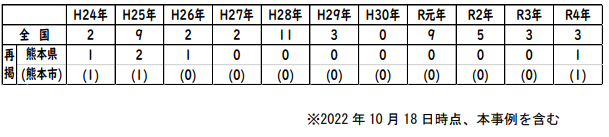 H24年 H25年 H26年 H27年 H28年 H29年 H30年 R元年 R2年 R3年 R4年
全 国 2 9 2 2 11 3 0 9 5 3 3
再掲 熊本県 1 2 1 0 0 0 0 0 0 0 1
(熊本市) (1) (1) (0) (0) (0) (0) (0) (0) (0) (0) (1)
※2022 年 10 月 18 日時点、本事例を含む